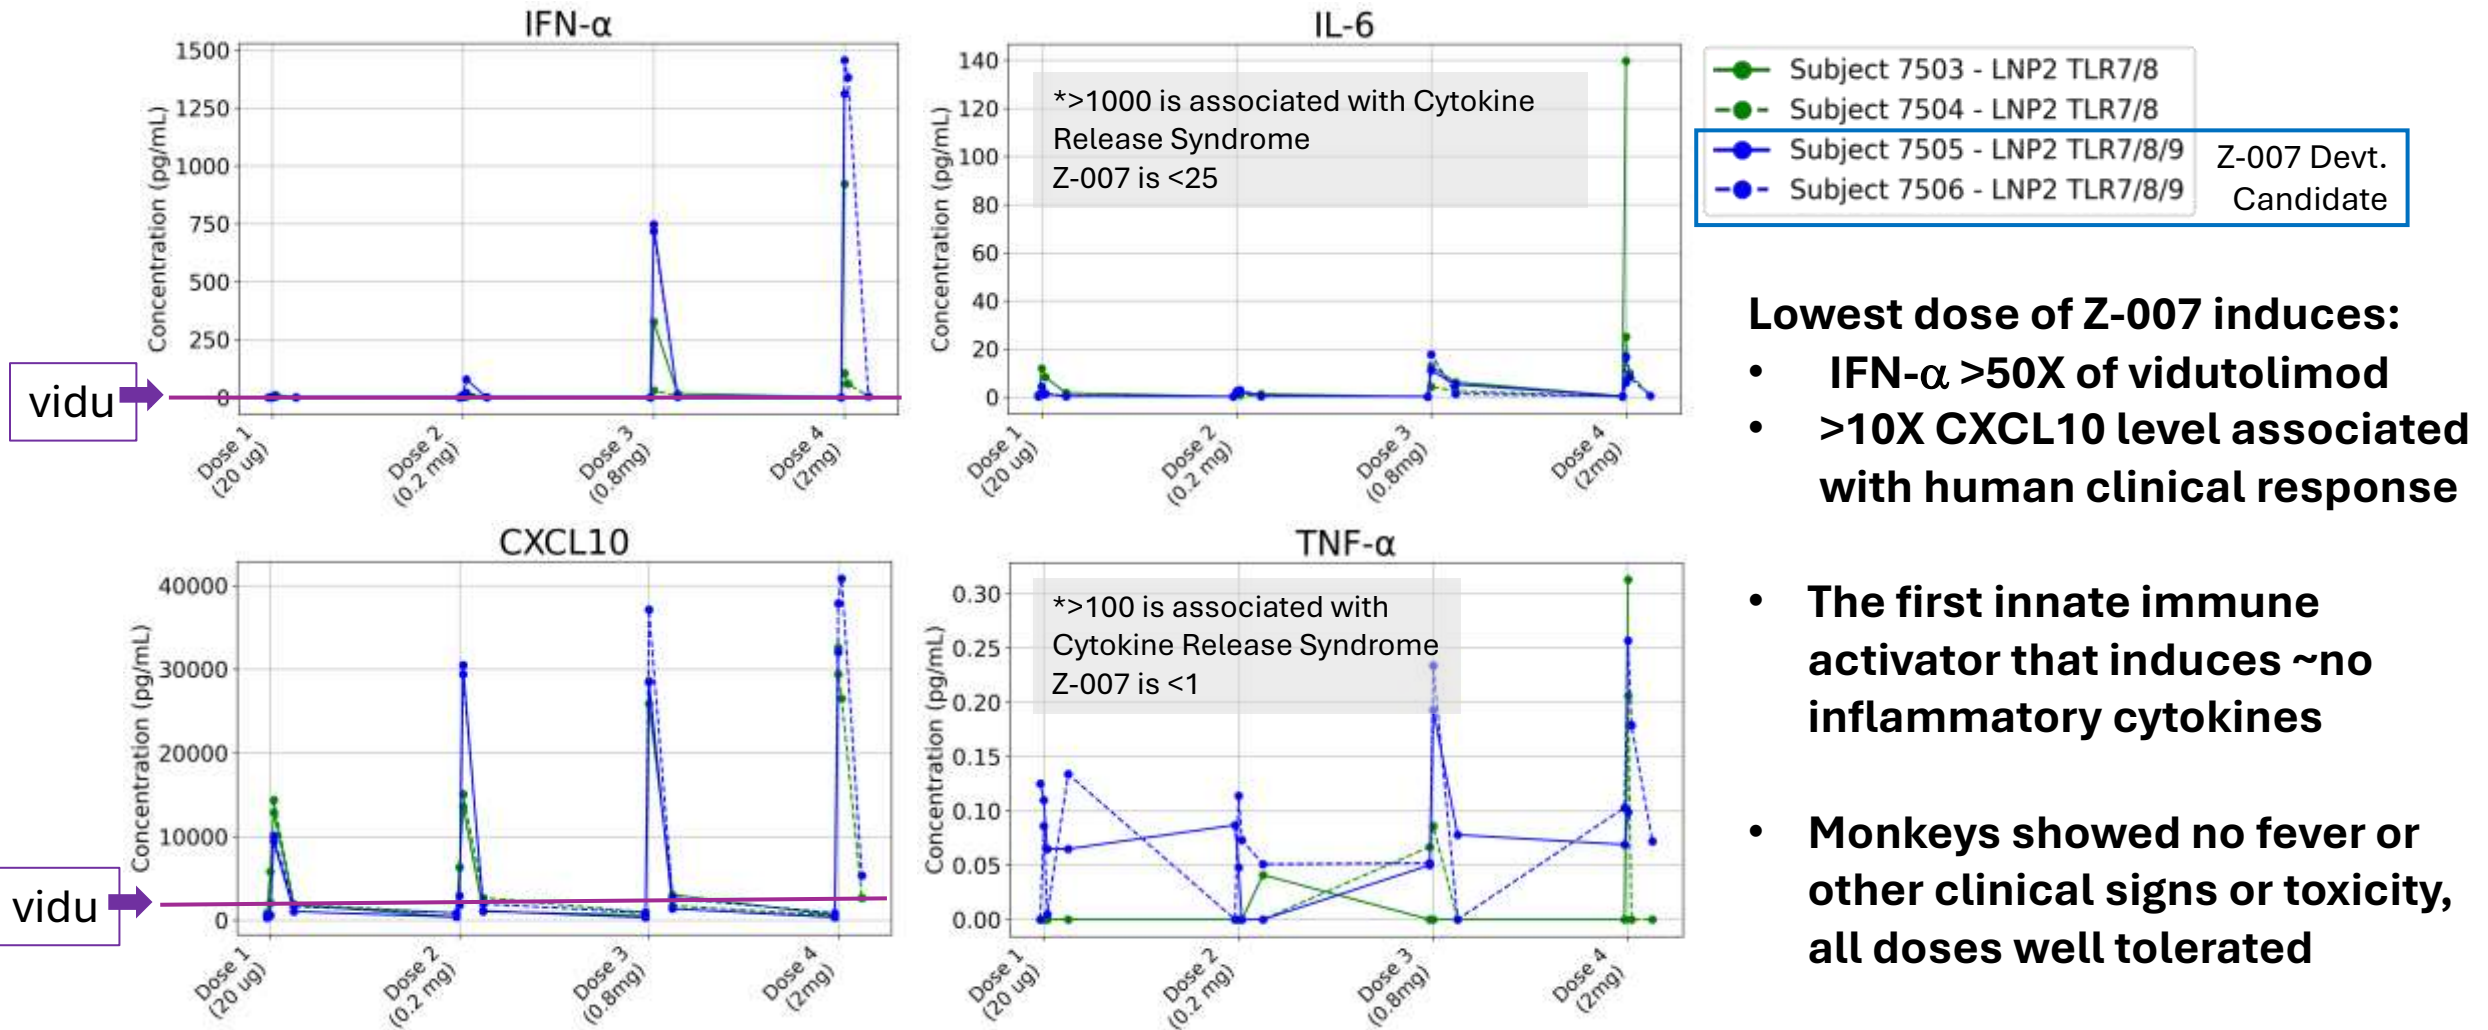 IFN-α
Concentration (pg/mL)
1500
1250
1000
750
500
250
0
vidu
Dose 1
(20 ug)
Dose 2
(0.2 mg)
Dose 3
(0.8mg)
Dose 4
(2mg)
IL-6
Concentration (pg/mL)
140
120
100
80
60
40
20
0
*>1000 is associated with Cytokine
Release Syndrome
Z-007 is <25
Dose 1
(20 ug)
Dose 2
(0.2 mg)
Dose 3
(0.8mg)
Dose 4
(2mg)
Subject 7503 - LNP2 TLR7/8
Subject 7504 - LNP2 TLR7/8
Subject 7505 - LNP2 TLR7/8/9
Subject 7506 - LNP2 TLR7/8/9
Z-007 Devt.
Candidate
CXCL10
Concentration (pg/mL)
40000
30000
20000
10000
0
vidu
Dose 1
(20 ug)
Dose 2
(0.2 mg)
Dose 3
(0.8mg)
Dose 4
(2mg)
TNF-α
Concentration (pg/mL)
0.30
0.25
0.20
0.15
0.10
0.05
0.00
*>100 is associated with
Cytokine Release Syndrome
Z-007 is <1
Dose 1
(20 ug)
Dose 2
(0.2 mg)
Dose 3
(0.8mg)
Dose 4
(2mg)
Lowest dose of Z-007 induces:
• IFN-α >50X of vidutolimod
• >10X CXCL10 level associated
with human clinical response
• The first innate immune
activator that induces ~no
inflammatory cytokines
• Monkeys showed no fever or
other clinical signs or toxicity,
all doses well tolerated